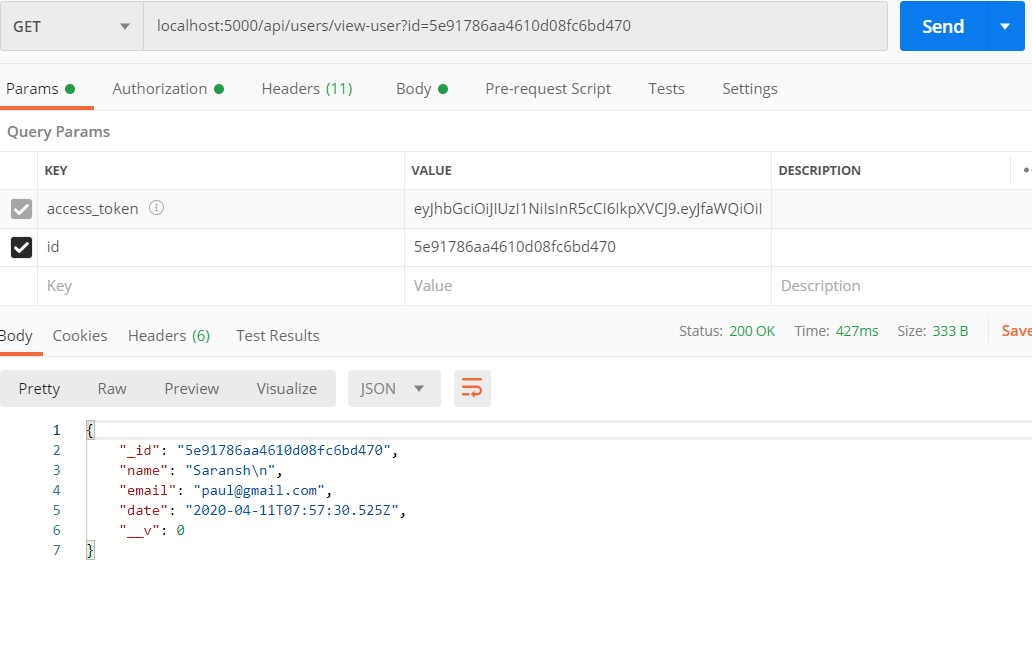 GET localhost:5000/api/users/view-user?id=5e91786aa4610d08fc6bd470 Send
Params Authorization Headers (11) Body Pre-request Script Tests Settings
Query Params
KEY VALUE DESCRIPTION
access_token eyJhbGciOiJIUzI1NiIsInR5cCI6IkpXVCJ9.eyJfaWQiOiI
id 5e91786aa4610d08fc6bd470
Key Value Description
Body Cookies Headers (6) Test Results Status: 200 OK Time: 427ms Size: 333 B Save
Pretty Raw Preview Visualize JSON
1 {
2 "_id": "5e91786aa4610d08fc6bd470",
3 "name": "Saransh\n",
4 "email": "paul@gmail.com",
5 "date": "2020-04-11T07:57:30.525Z",
6 "__v": 0
7 }